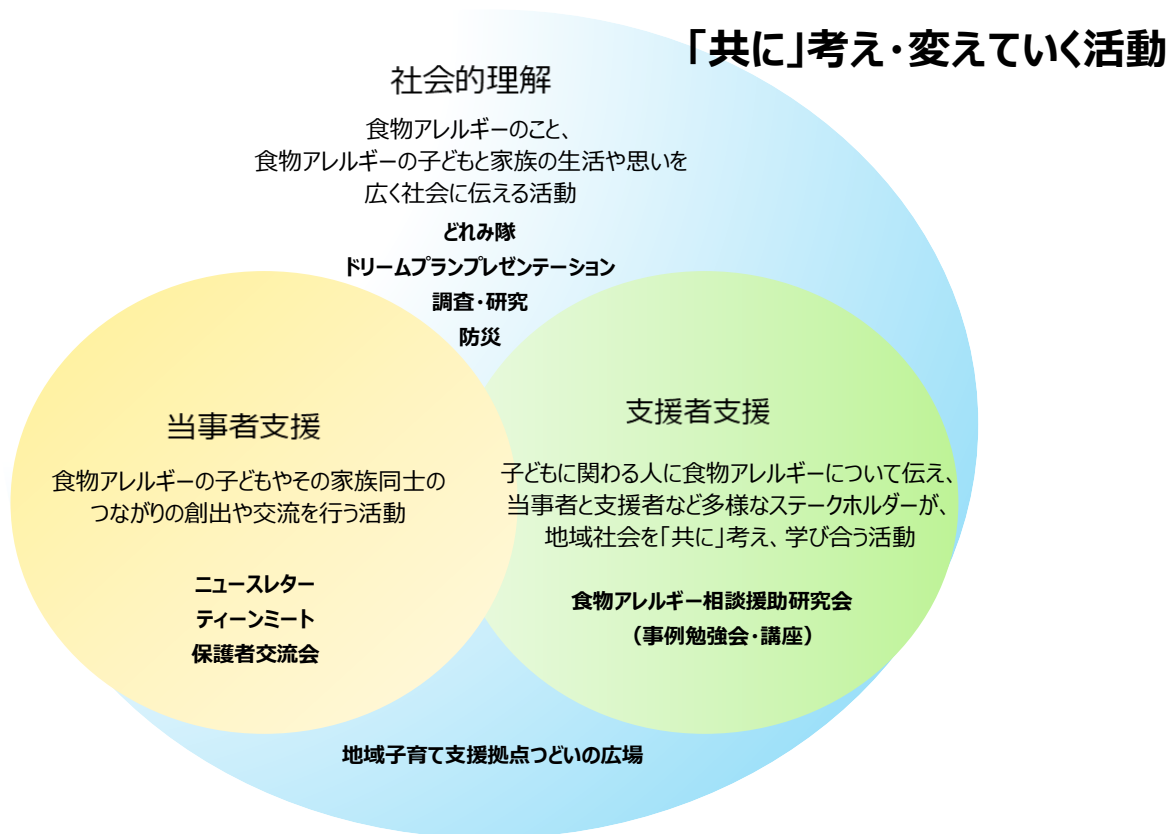 「共に」考え・変えていく活動
社会的理解
食物アレルギーのこと、
食物アレルギーの子どもと家族の生活や思いを
広く社会に伝える活動
どれみ隊
ドリームプランプレゼンテーション
調査・研究
防災
当事者支援
食物アレルギーの子どもやその家族同士の
つながりの創出や交流を行う活動
ニュースレター
ティーンミート
保護者交流会
支援者支援
子どもに関わる人に食物アレルギーについて伝え、
当事者と支援者など多様なステークホルダーが、
地域社会を「共に」考え、学び合う活動
食物アレルギー相談援助研究会
（事例勉強会・講座）
地域子育て支援拠点つどいの広場